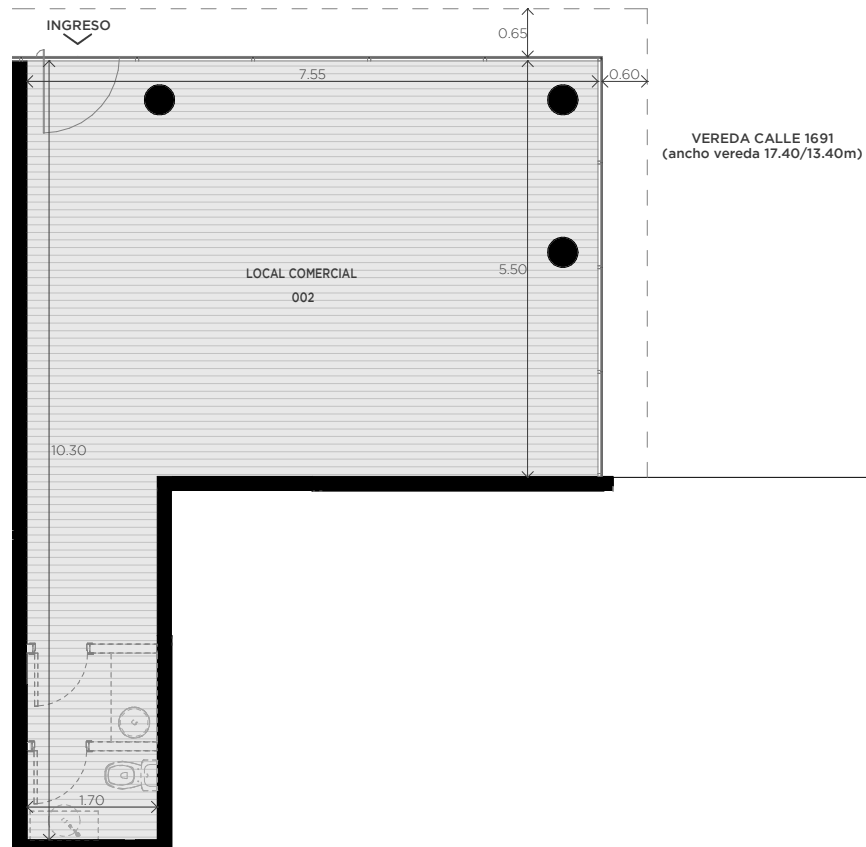 INGRESO
0.65
7.55
0.60
VEREDA CALLE 1691
(ancho vereda 17.40/13.40m)
LOCAL COMERCIAL
002
5.50
10.30
1.70